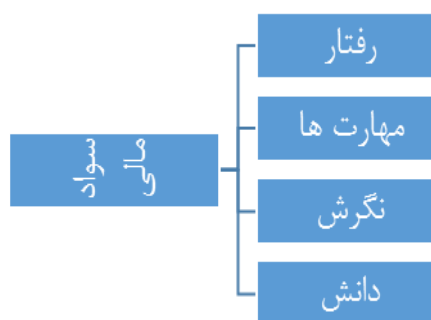 سواد
مالی
رفتار
مهارت ها
نگرش
دانش